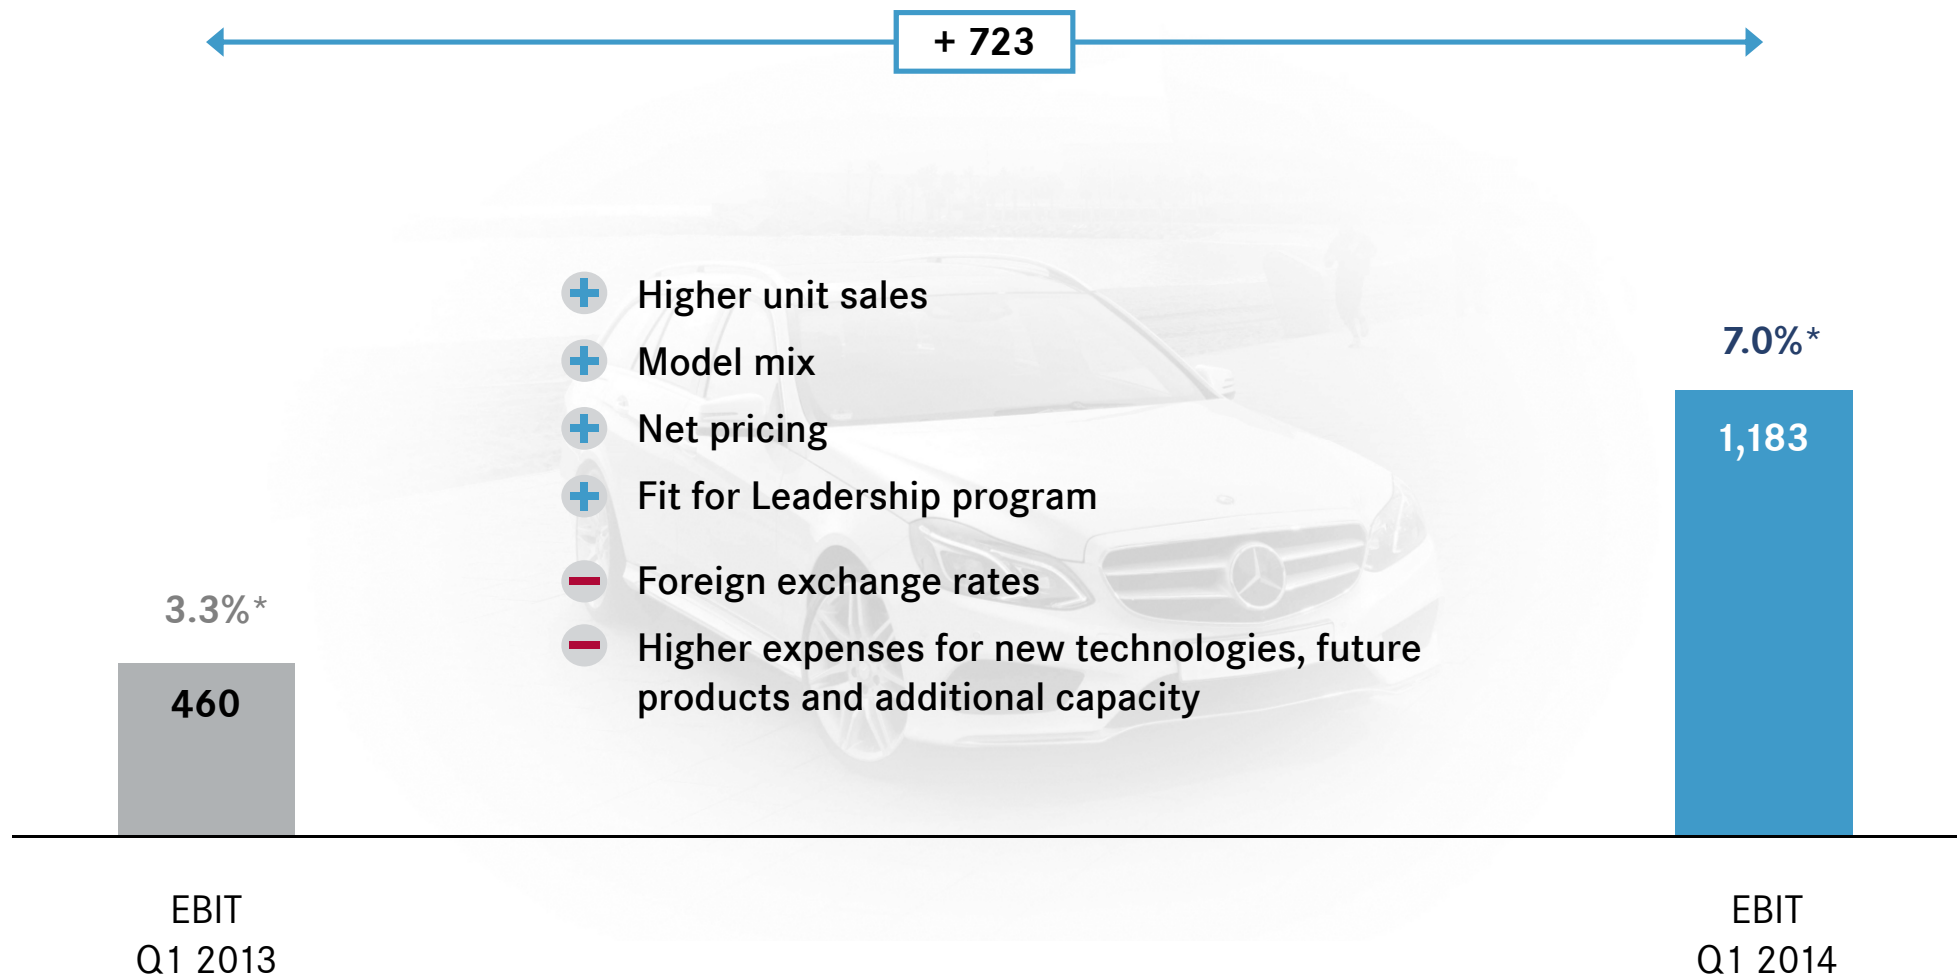 + 723
Higher unit sales
Model mix
Net pricing
Fit for Leadership program
Foreign exchange rates
Higher expenses for new technologies, future
products and additional capacity
3.3%*
460
7.0%*
1,183
EBIT
Q1 2013
EBIT
Q1 2014